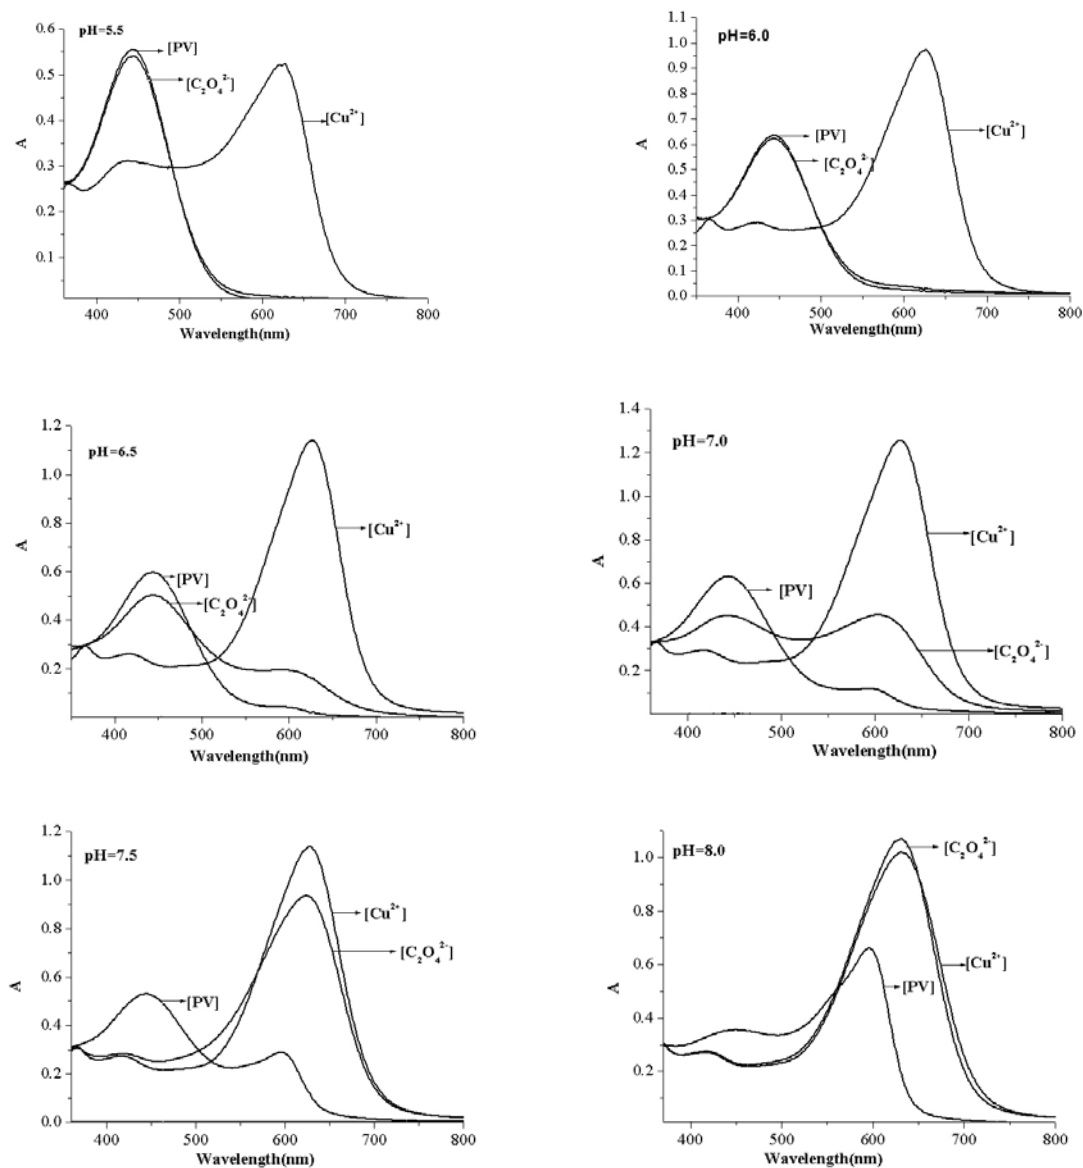 pH=5.5
0.6
0.5
0.4
0.3
0.2
0.1
A
[PV]
[C₂O₄²⁻]
[Cu²⁺]
400 500 600 700 800
Wavelength(nm)
pH=6.0
1.1
1.0
0.9
0.8
0.7
0.6
0.5
0.4
0.3
0.2
0.1
0.0
A
[PV]
[C₂O₄²⁻]
[Cu²⁺]
400 500 600 700 800
Wavelength(nm)
pH=6.5
1.2
1.0
0.8
0.6
0.4
0.2
A
[Cu²⁺]
[PV]
[C₂O₄²⁻]
400 500 600 700 800
Wavelength(nm)
pH=7.0
1.4
1.2
1.0
0.8
0.6
0.4
0.2
A
[Cu²⁺]
[PV]
[C₂O₄²⁻]
400 500 600 700 800
Wavelength(nm)
pH=7.5
1.2
1.0
0.8
0.6
0.4
0.2
0.0
A
[Cu²⁺]
[C₂O₄²⁻]
[PV]
400 500 600 700 800
Wavelength(nm)
pH=8.0
1.0
0.8
0.6
0.4
0.2
A
[C₂O₄²⁻]
[Cu²⁺]
[PV]
400 500 600 700 800
Wavelength(nm)